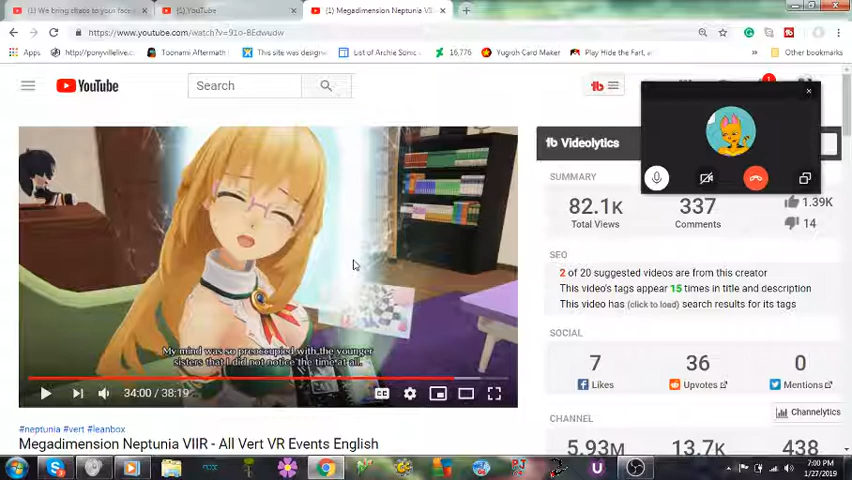 (1) We bring chaos to your face
(1) YouTube
Megadimension Neptunia VII
https://www.youtube.com/watch?v=91o-BEdwudw
Apps
http://ponyvillelive
Toonami Aftermath
This site was design
List of Archie Sonic
16,776
Yugioh Card Maker
Play Hide the Fart, a
Other bookmarks
YouTube
Search
1
tb Videolytics
SUMMARY
82.1K
Total Views
337
Comments
1.39K
14
SEO
2 of 20 suggested videos are from this creator
This video's tags appear 15 times in title and description
This video has (click to load) search results for its tags
SOCIAL
7
Likes
36
Upvotes
0
Mentions
Channelytics
CHANNEL
5.93M
13.7K
438
My mind was so preoccupied with the younger
sisters that I did not notice the time at all.
34:00 / 38:19
CC
#neptunia #vert #leanbox
Megadimension Neptunia VIIR - All Vert VR Events English
7:00 PM
1/27/2019